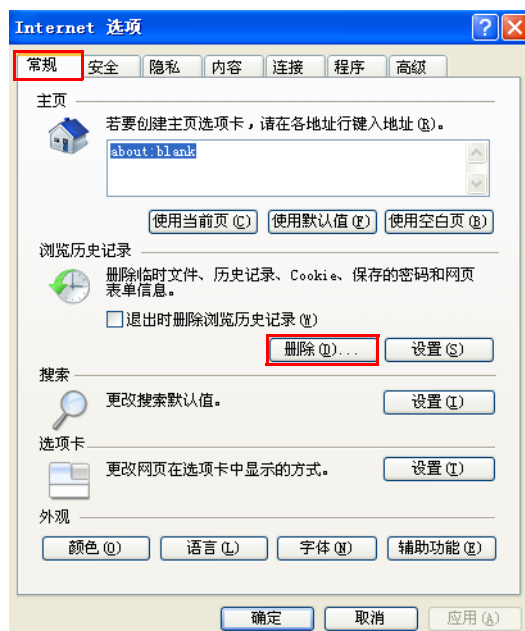 Internet 选项
常规 安全 隐私 内容 连接 程序 高级
主页
若要创建主页选项卡，请在各地址行键入地址(R)。
about:blank
使用当前页(C) 使用默认值(F) 使用空白页(B)
浏览历史记录
删除临时文件、历史记录、Cookie、保存的密码和网页
表单信息。
退出时删除浏览历史记录(W)
删除(D)... 设置(S)
搜索
更改搜索默认值。 设置(I)
选项卡
更改网页在选项卡中显示的方式。 设置(T)
外观
颜色(O) 语言(L) 字体(N) 辅助功能(E)
确定 取消 应用(A)